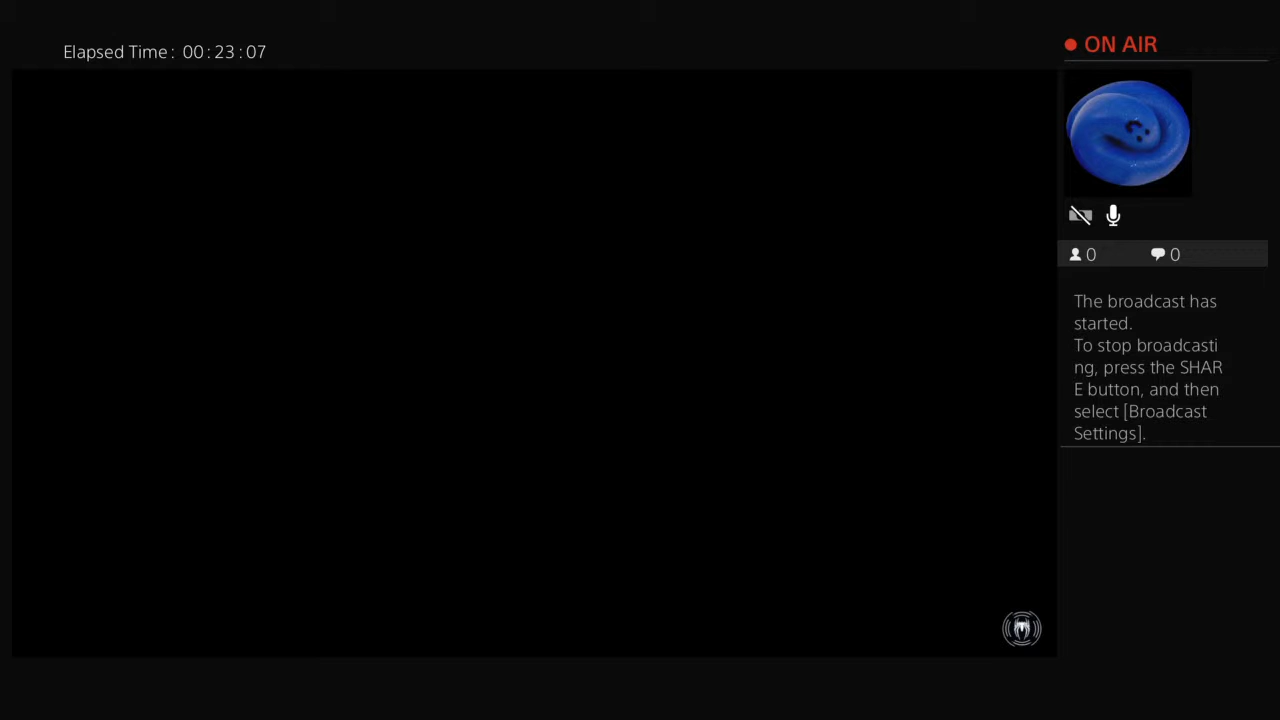 Elapsed Time: 00:23:07
ON AIR
0
0
The broadcast has
started.
To stop broadcasti
ng, press the SHAR
E button, and then
select [Broadcast
Settings].